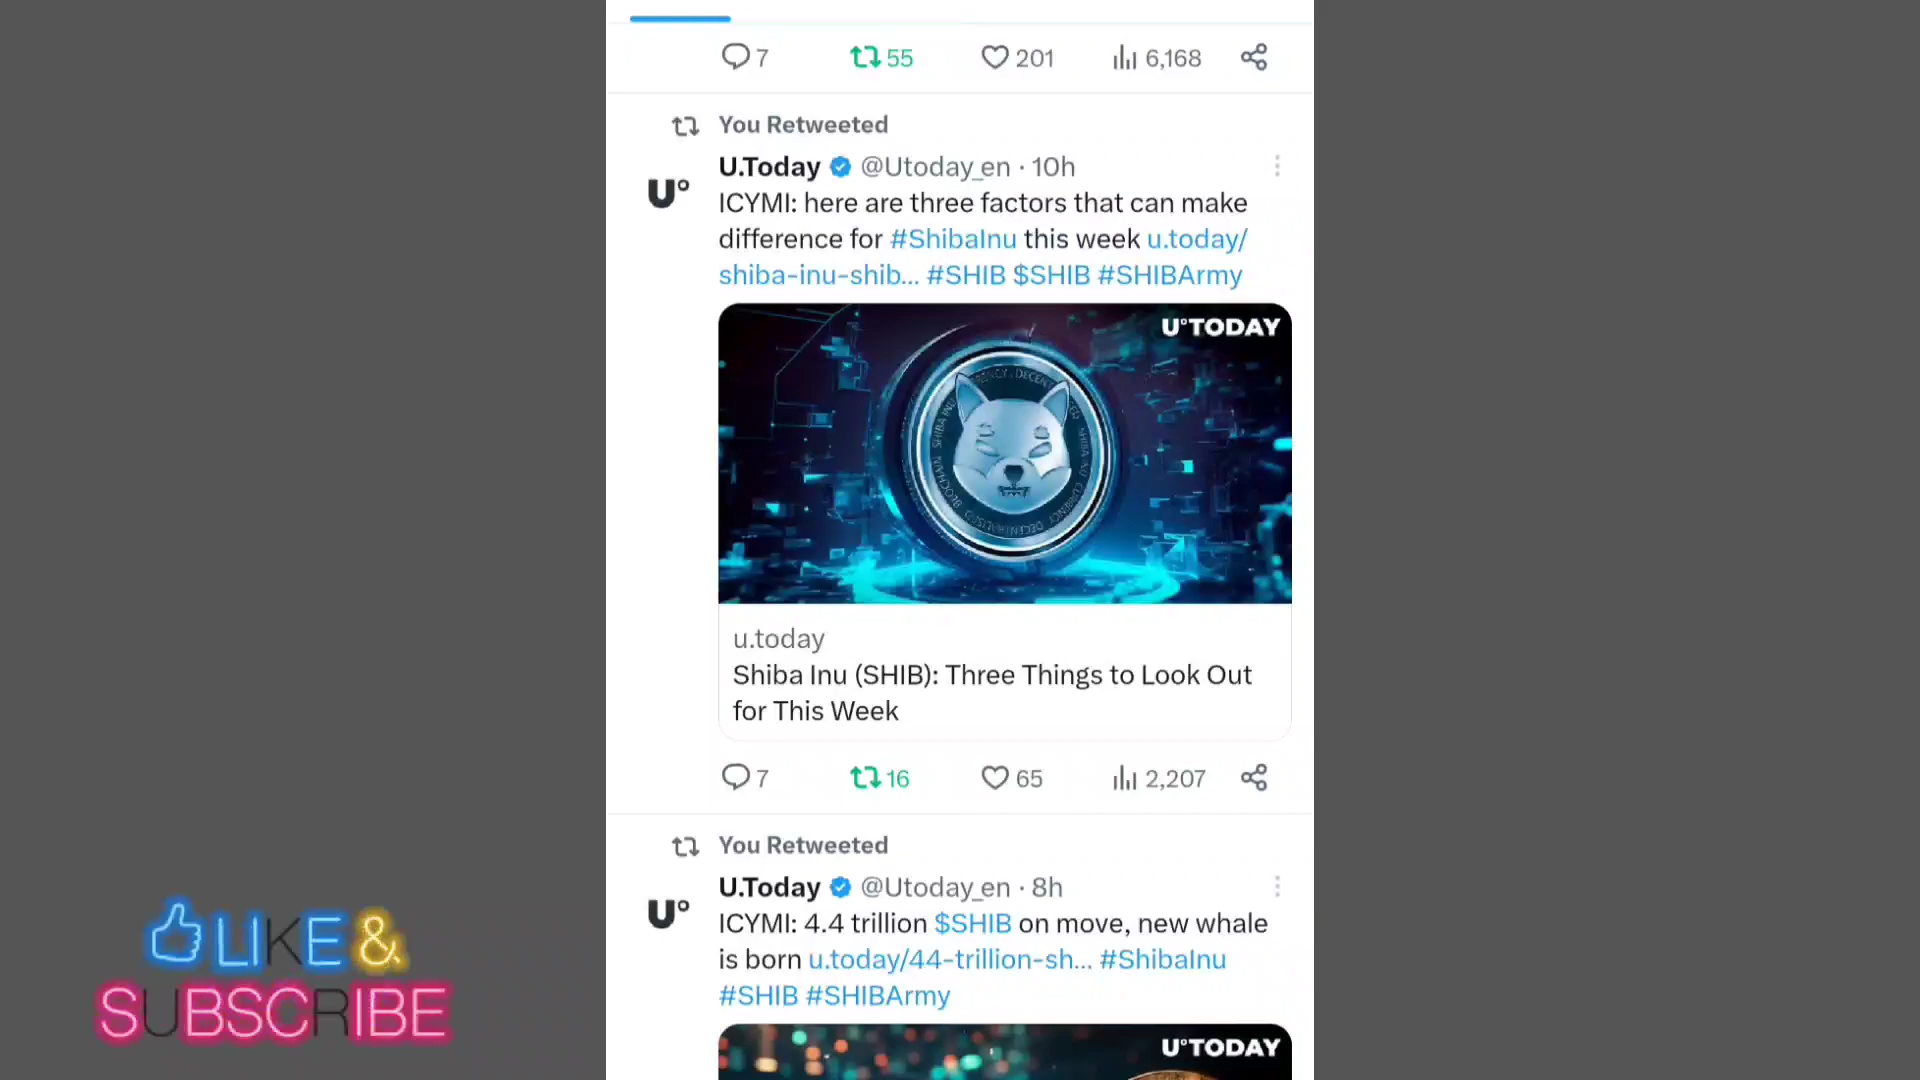 7 55 201 6,168
You Retweeted
U.Today @Utoday_en · 10h
U°
ICYMI: here are three factors that can make
difference for #ShibaInu this week u.today/
shiba-inu-shib... #SHIB $SHIB #SHIBArmy
U°TODAY
u.today
Shiba Inu (SHIB): Three Things to Look Out
for This Week
7 16 65 2,207
You Retweeted
U.Today @Utoday_en · 8h
U°
ICYMI: 4.4 trillion $SHIB on move, new whale
is born u.today/44-trillion-sh... #ShibaInu
#SHIB #SHIBArmy
U°TODAY
LIKE &
SUBSCRIBE